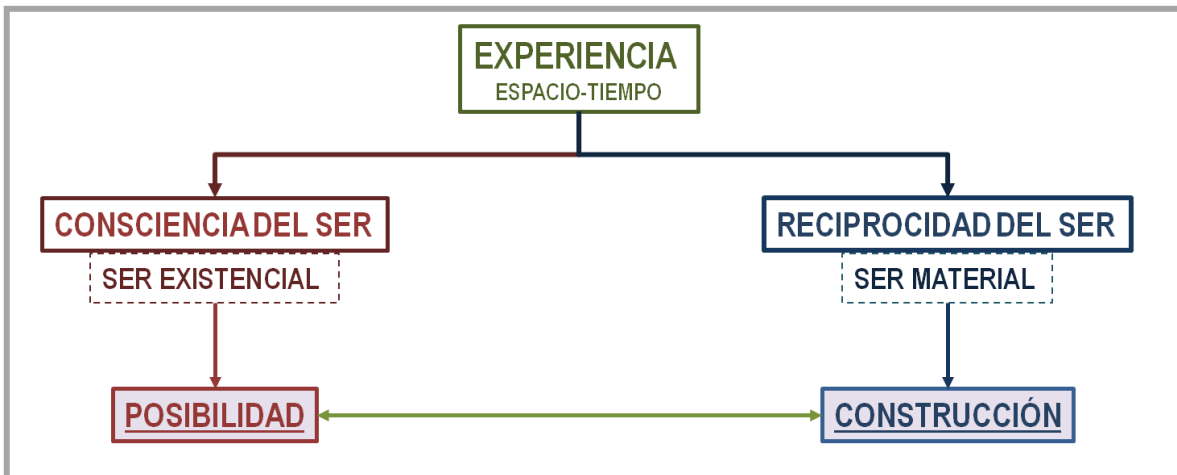 EXPERIENCIA
ESPACIO-TIEMPO
CONSCIENCIA DEL SER
RECIPROCIDAD DEL SER
SER EXISTENCIAL
SER MATERIAL
POSIBILIDAD
CONSTRUCCIÓN